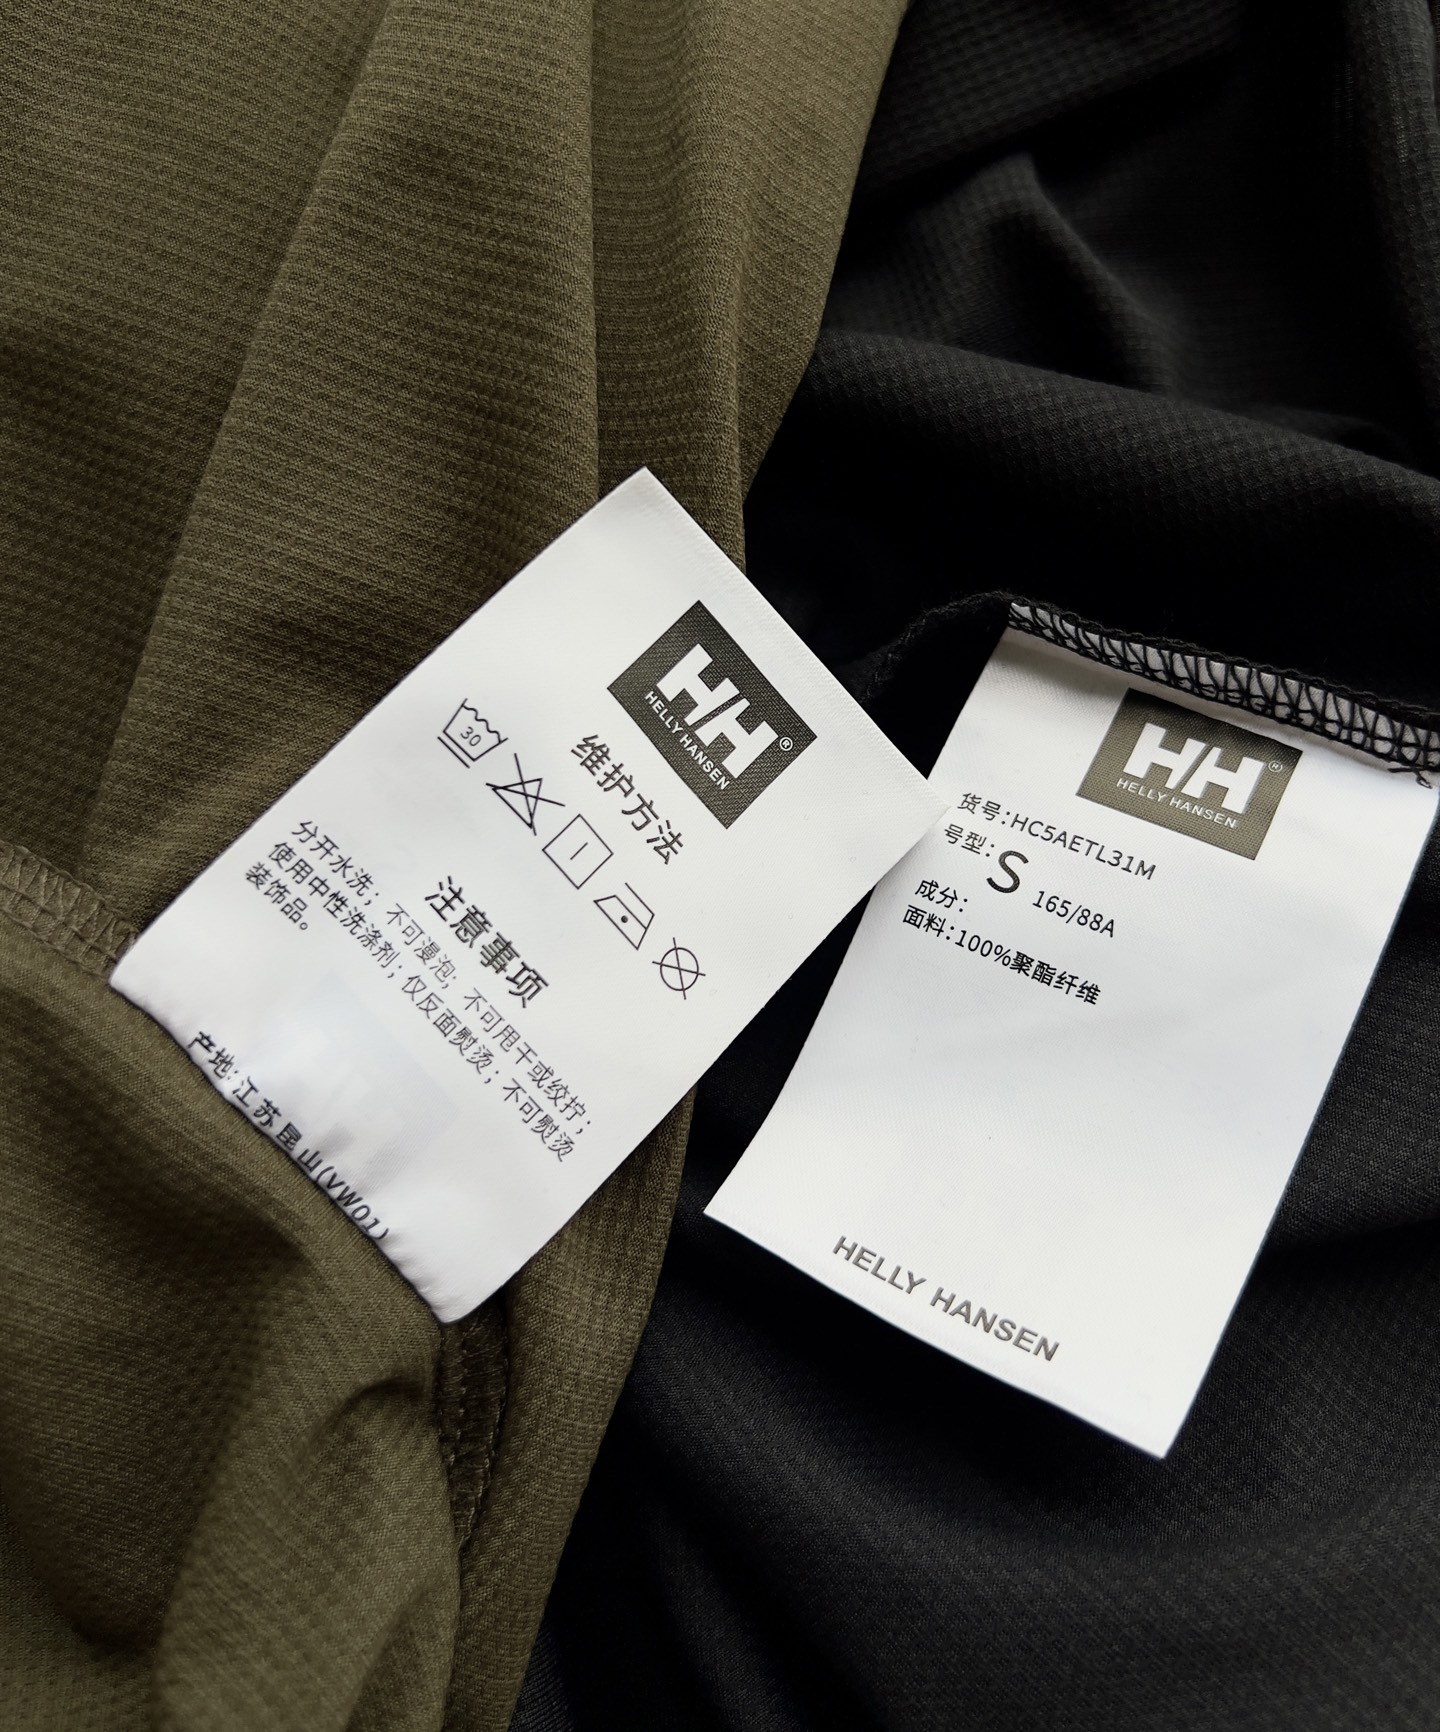 HH®
HELLY HANSEN
维护方法
30
注意事项
分开水洗；不可漫泡；不可甩干或绞拧；
使用中性洗涤剂；仅反面熨烫；不可熨烫
装饰品。
产地:江苏昆山(VW01)
HH®
HELLY HANSEN
货号:HC5AETL31M
号型:S 165/88A
成分:
面料:100%聚酯纤维
HELLY HANSEN